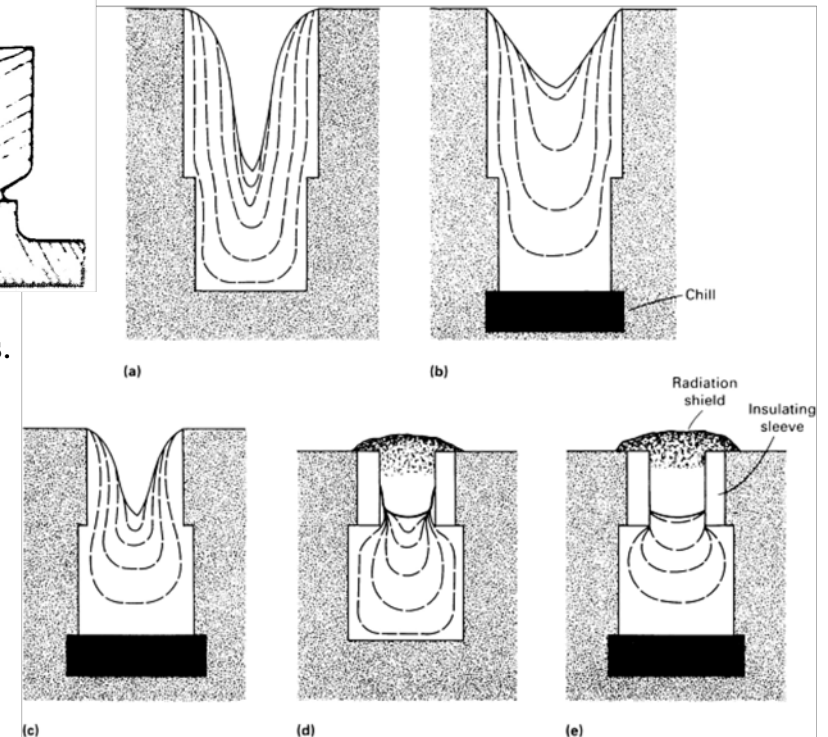 Chill
(a)
(b)
Radiation
shield
Insulating
sleeve
(c)
(d)
(e)